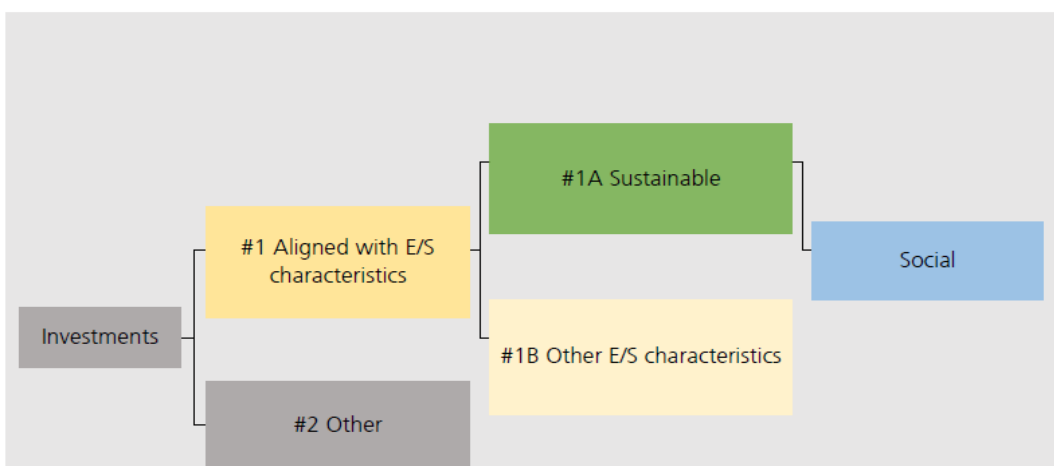 #1A Sustainable
#1 Aligned with E/S
characteristics
Social
Investments
#1B Other E/S characteristics
#2 Other